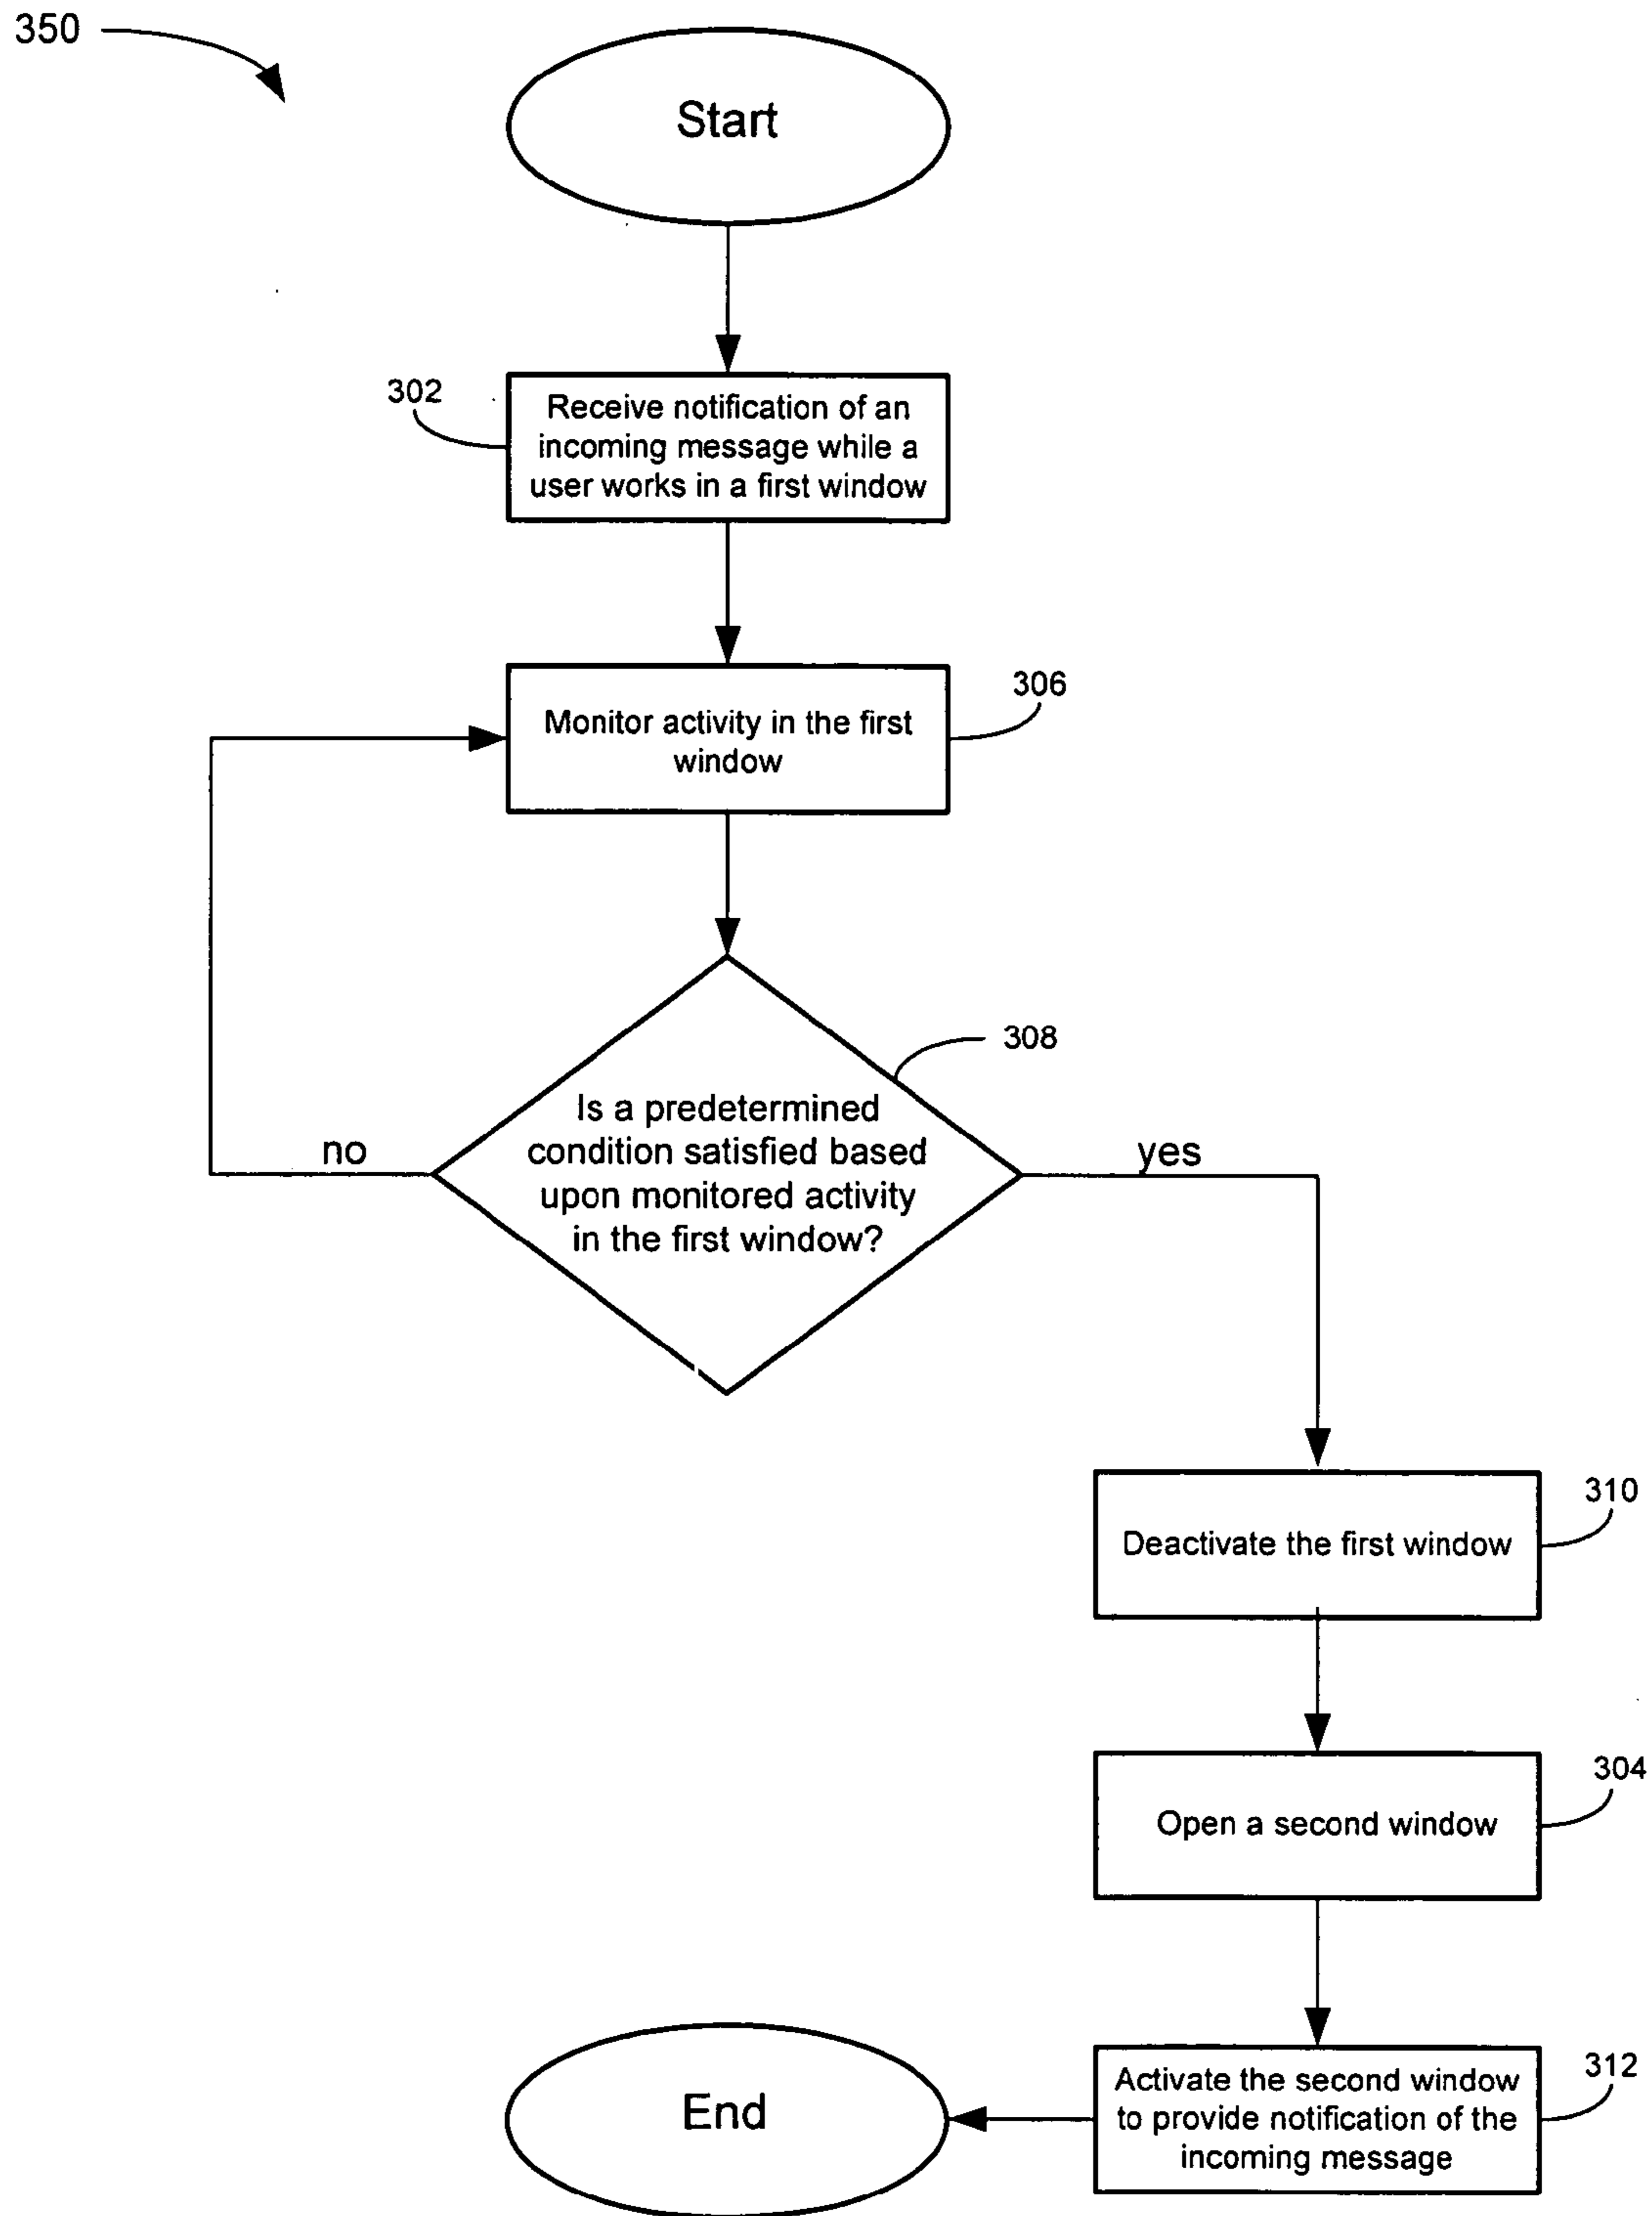 350
Start
302
Receive notification of an
incoming message while a
user works in a first window
306
Monitor activity in the first
window
308
Is a predetermined
condition satisfied based
upon monitored activity
in the first window?
no
yes
310
Deactivate the first window
304
Open a second window
312
Activate the second window
to provide notification of the
incoming message
End